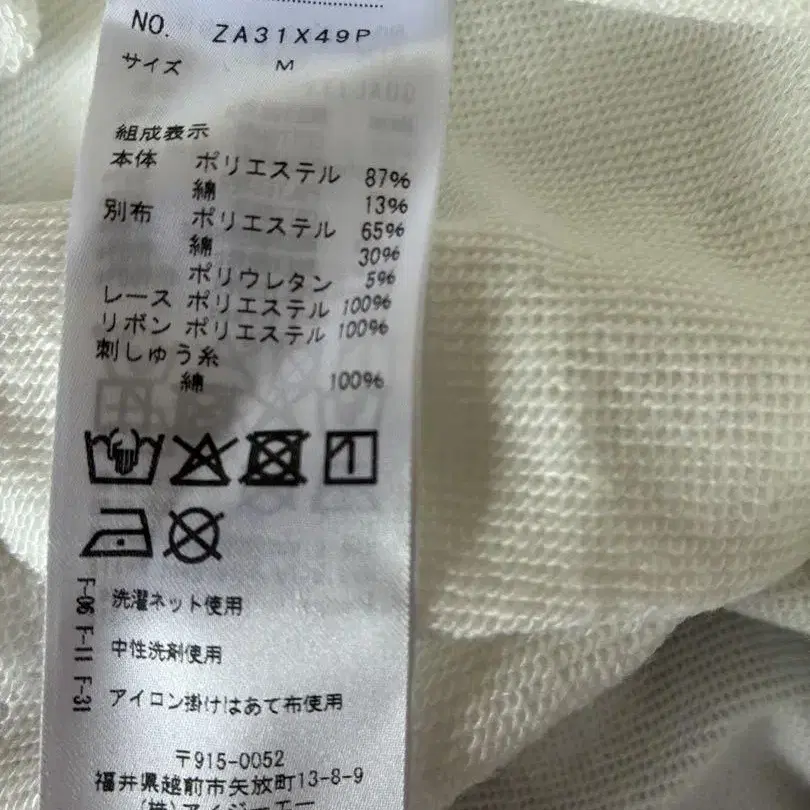 NO. ZA31X49P
サイズ M
組成表示
本体 ポリエステル 87%
綿 13%
別布 ポリエステル 65%
綿 30%
ポリウレタン 5%
レース ポリエステル 100%
リボン ポリエステル 100%
刺しゅう糸
綿 100%
F-06 F-11 F-31
洗濯ネット使用
中性洗剤使用
アイロン掛けはあて布使用
〒915-0052
福井県越前市矢放町13-8-9
(株)アイジーエー